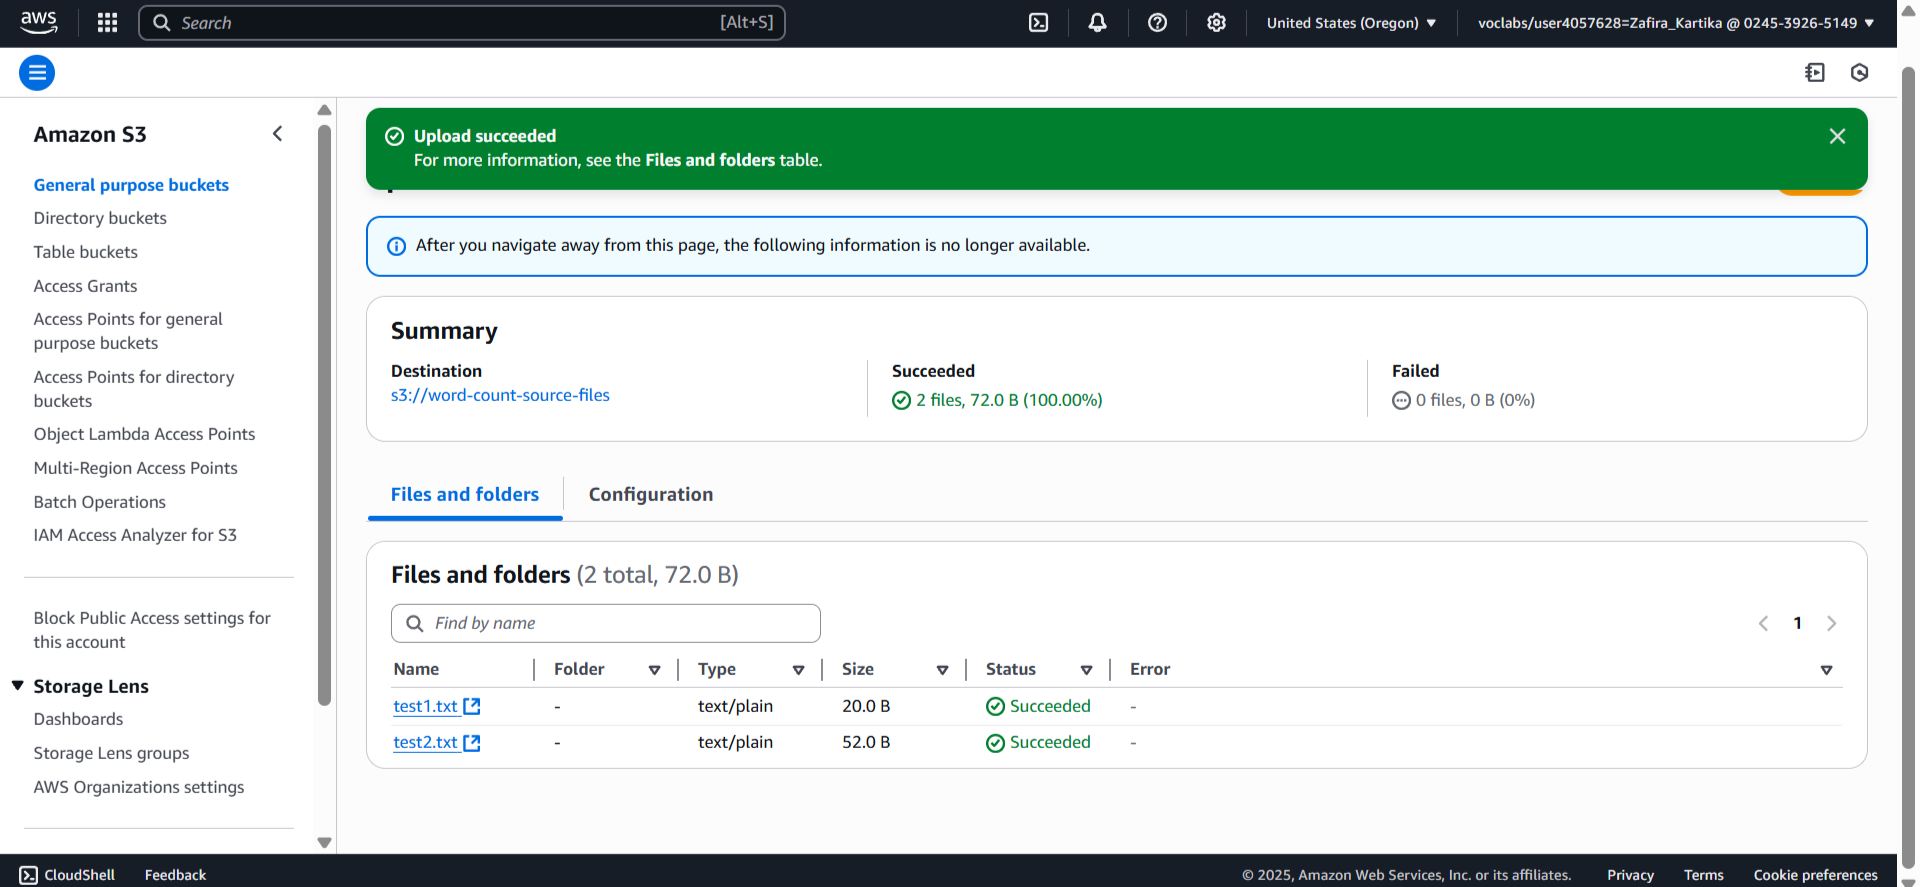 aws
Search [Alt+S]
United States (Oregon)
voclabs/user4057628=Zafira_Kartika @ 0245-3926-5149
Amazon S3
General purpose buckets
Directory buckets
Table buckets
Access Grants
Access Points for general
purpose buckets
Access Points for directory
buckets
Object Lambda Access Points
Multi-Region Access Points
Batch Operations
IAM Access Analyzer for S3
Block Public Access settings for
this account
Storage Lens
Dashboards
Storage Lens groups
AWS Organizations settings
Upload succeeded
For more information, see the Files and folders table.
After you navigate away from this page, the following information is no longer available.
Summary
Destination
s3://word-count-source-files
Succeeded
2 files, 72.0 B (100.00%)
Failed
0 files, 0 B (0%)
Files and folders
Configuration
Files and folders (2 total, 72.0 B)
Find by name
1
Name Folder Type Size Status Error
test1.txt - text/plain 20.0 B Succeeded -
test2.txt - text/plain 52.0 B Succeeded -
CloudShell Feedback
© 2025, Amazon Web Services, Inc. or its affiliates. Privacy Terms Cookie preferences